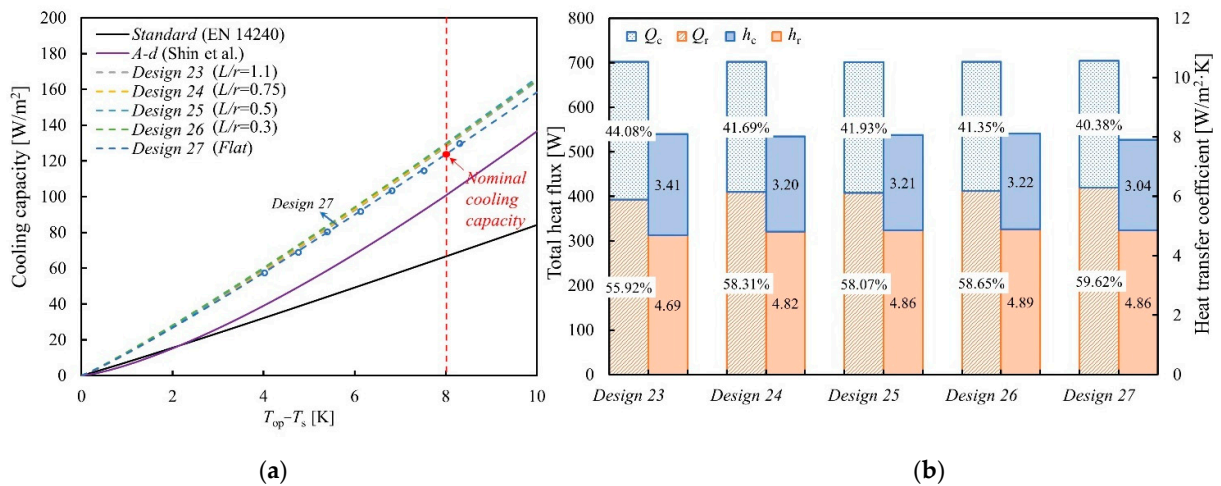 200
180
160
140
120
100
80
60
40
20
0
Cooling capacity [W/m²]
Standard (EN 14240)
A-d (Shin et al.)
Design 23 (L/r=1.1)
Design 24 (L/r=0.75)
Design 25 (L/r=0.5)
Design 26 (L/r=0.3)
Design 27 (Flat)
Design 27
Nominal
cooling
capacity
0 2 4 6 8 10
Top−Ts [K]
(a)
800
700
600
500
400
300
200
100
0
Total heat flux [W]
Qc Qr hc hr
44.08% 41.69% 41.93% 41.35% 40.38%
3.41 3.20 3.21 3.22 3.04
55.92% 58.31% 58.07% 58.65% 59.62%
4.69 4.82 4.86 4.89 4.86
Design 23 Design 24 Design 25 Design 26 Design 27
12
10
8
6
4
2
0
Heat transfer coefficient [W/m²·K]
(b)